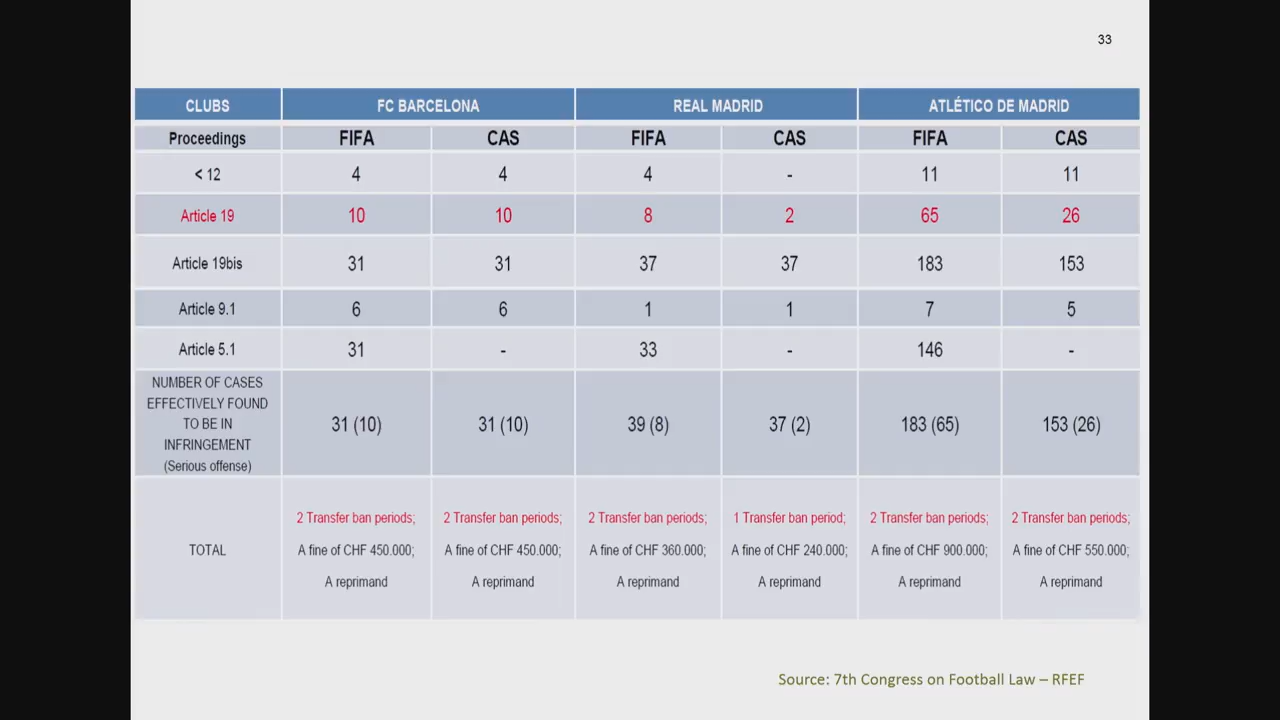 33
CLUBS FC BARCELONA REAL MADRID ATLÉTICO DE MADRID
Proceedings FIFA CAS FIFA CAS FIFA CAS
< 12 4 4 4 - 11 11
Article 19 10 10 8 2 65 26
Article 19bis 31 31 37 37 183 153
Article 9.1 6 6 1 1 7 5
Article 5.1 31 - 33 - 146 -
NUMBER OF CASES
EFFECTIVELY FOUND
TO BE IN
INFRINGEMENT
(Serious offense)
31 (10) 31 (10) 39 (8) 37 (2) 183 (65) 153 (26)
TOTAL
2 Transfer ban periods; 2 Transfer ban periods; 2 Transfer ban periods; 1 Transfer ban period; 2 Transfer ban periods; 2 Transfer ban periods;
A fine of CHF 450.000; A fine of CHF 450.000; A fine of CHF 360.000; A fine of CHF 240.000; A fine of CHF 900.000; A fine of CHF 550.000;
A reprimand A reprimand A reprimand A reprimand A reprimand A reprimand
Source: 7th Congress on Football Law – RFEF